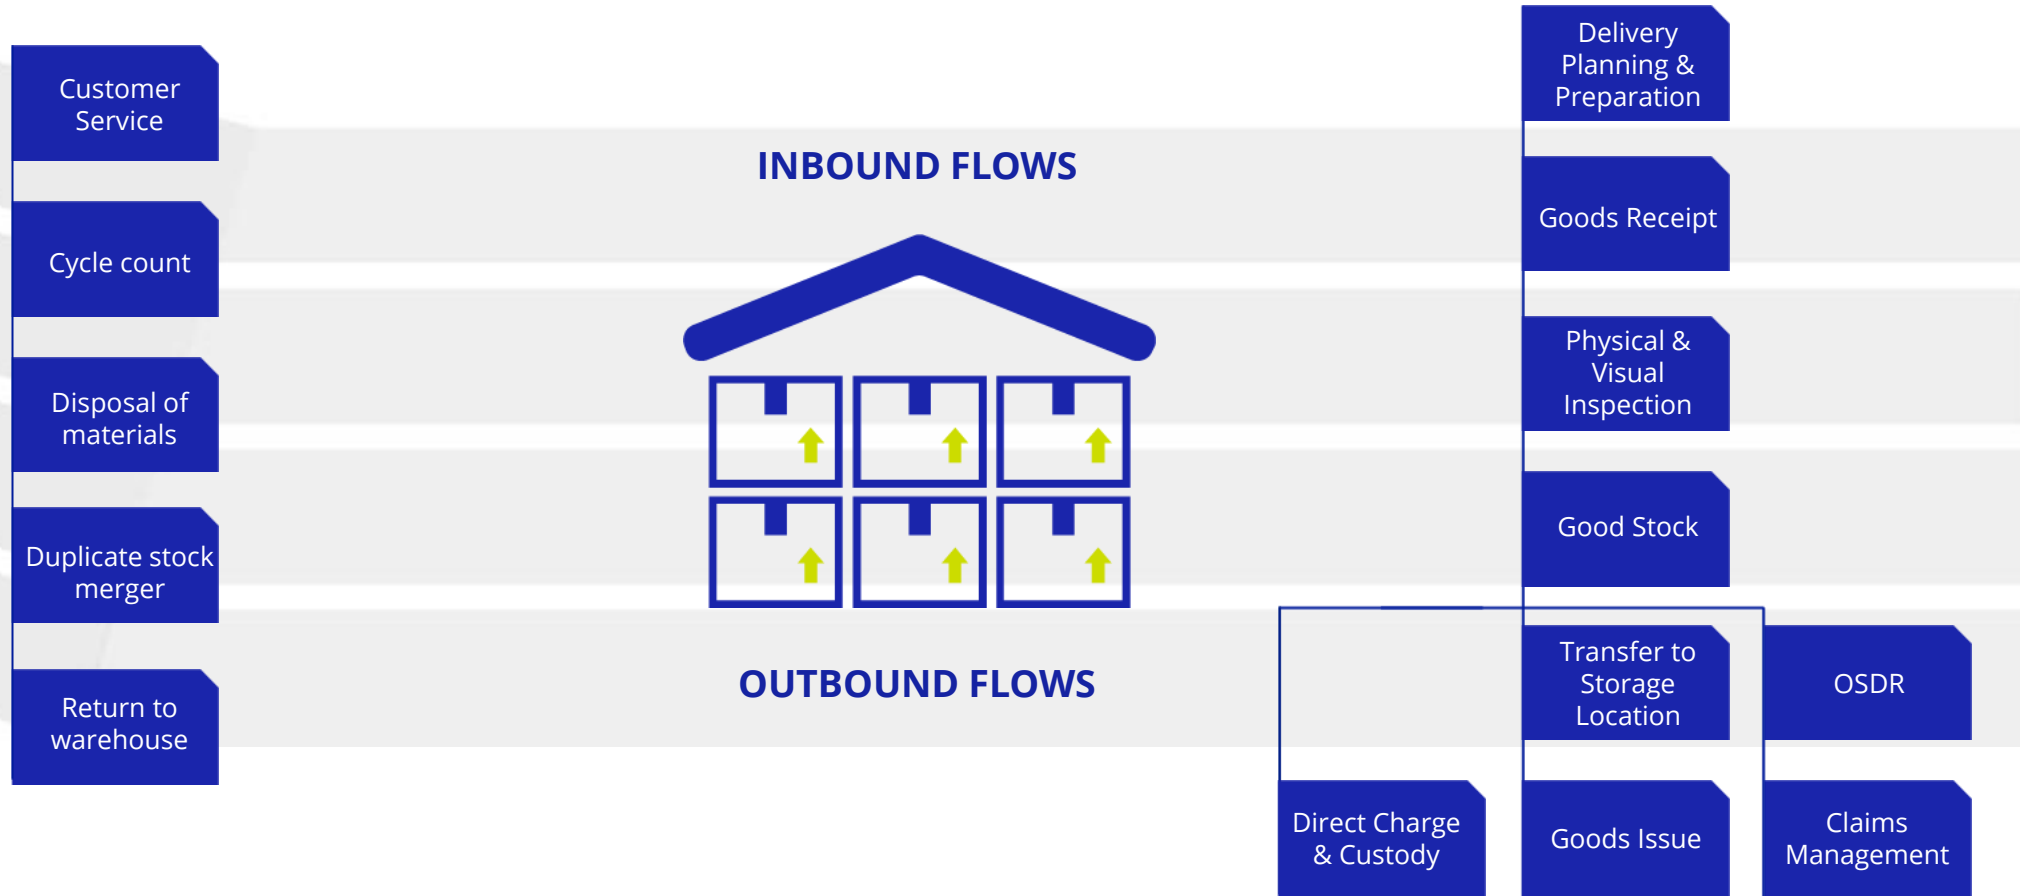 Customer
Service
Cycle count
Disposal of
materials
Duplicate stock
merger
Return to
warehouse
INBOUND FLOWS
OUTBOUND FLOWS
Delivery
Planning &
Preparation
Goods Receipt
Physical &
Visual
Inspection
Good Stock
Transfer to
Storage
Location
OSDR
Direct Charge
& Custody
Goods Issue
Claims
Management